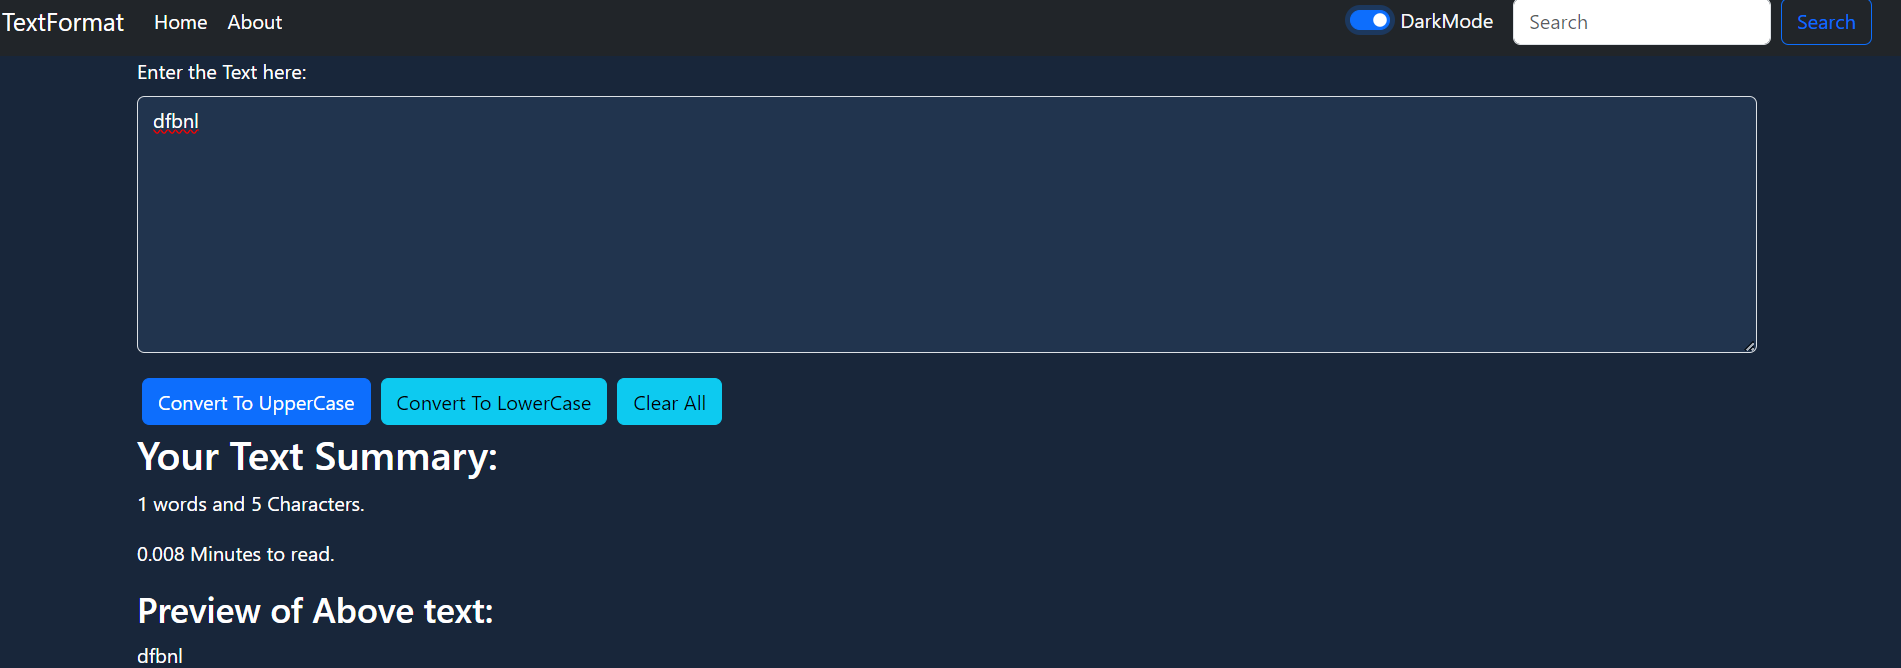 TextFormat Home About DarkMode Search Search
Enter the Text here:
dfbnl
Convert To UpperCase Convert To LowerCase Clear All
Your Text Summary:
1 words and 5 Characters.
0.008 Minutes to read.
Preview of Above text:
dfbnl